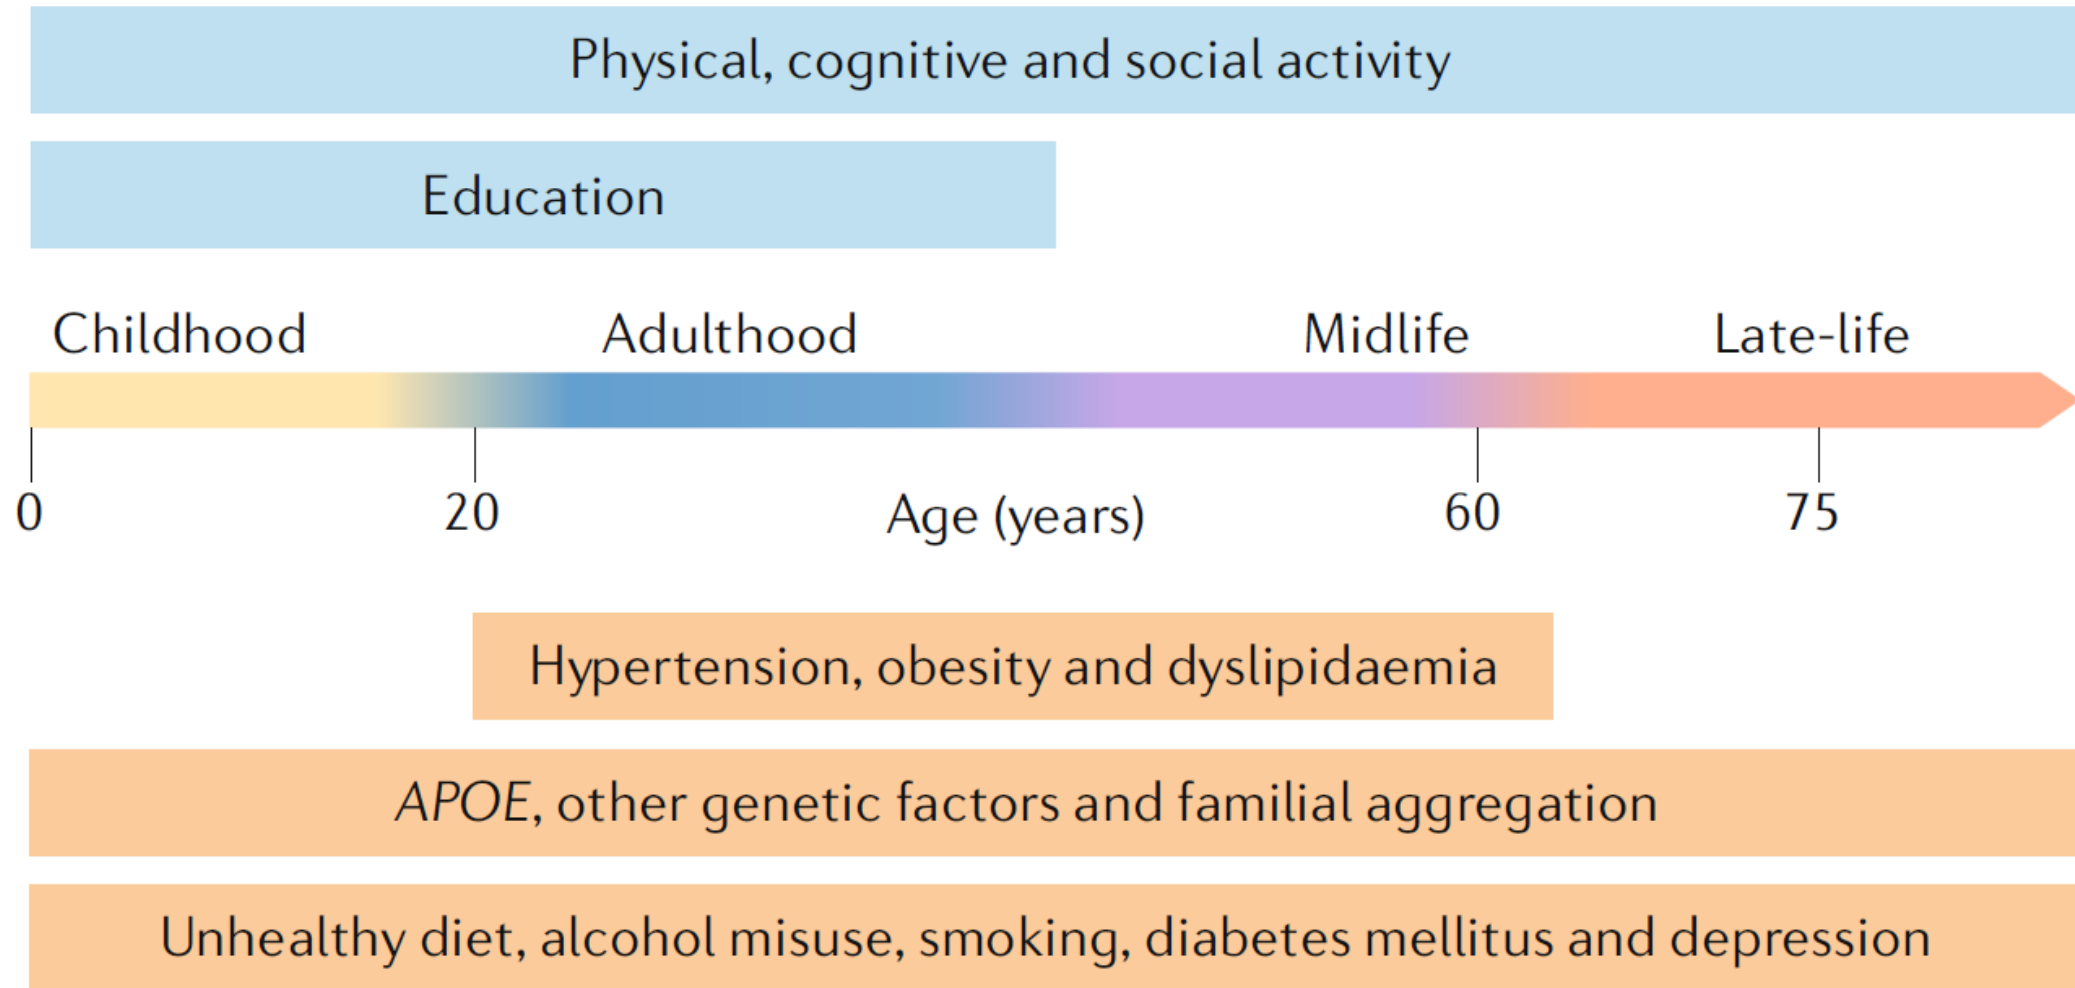 Physical, cognitive and social activity
Education
Childhood Adulthood Midlife Late-life
0 20 Age (years) 60 75
Hypertension, obesity and dyslipidaemia
APOE, other genetic factors and familial aggregation
Unhealthy diet, alcohol misuse, smoking, diabetes mellitus and depression